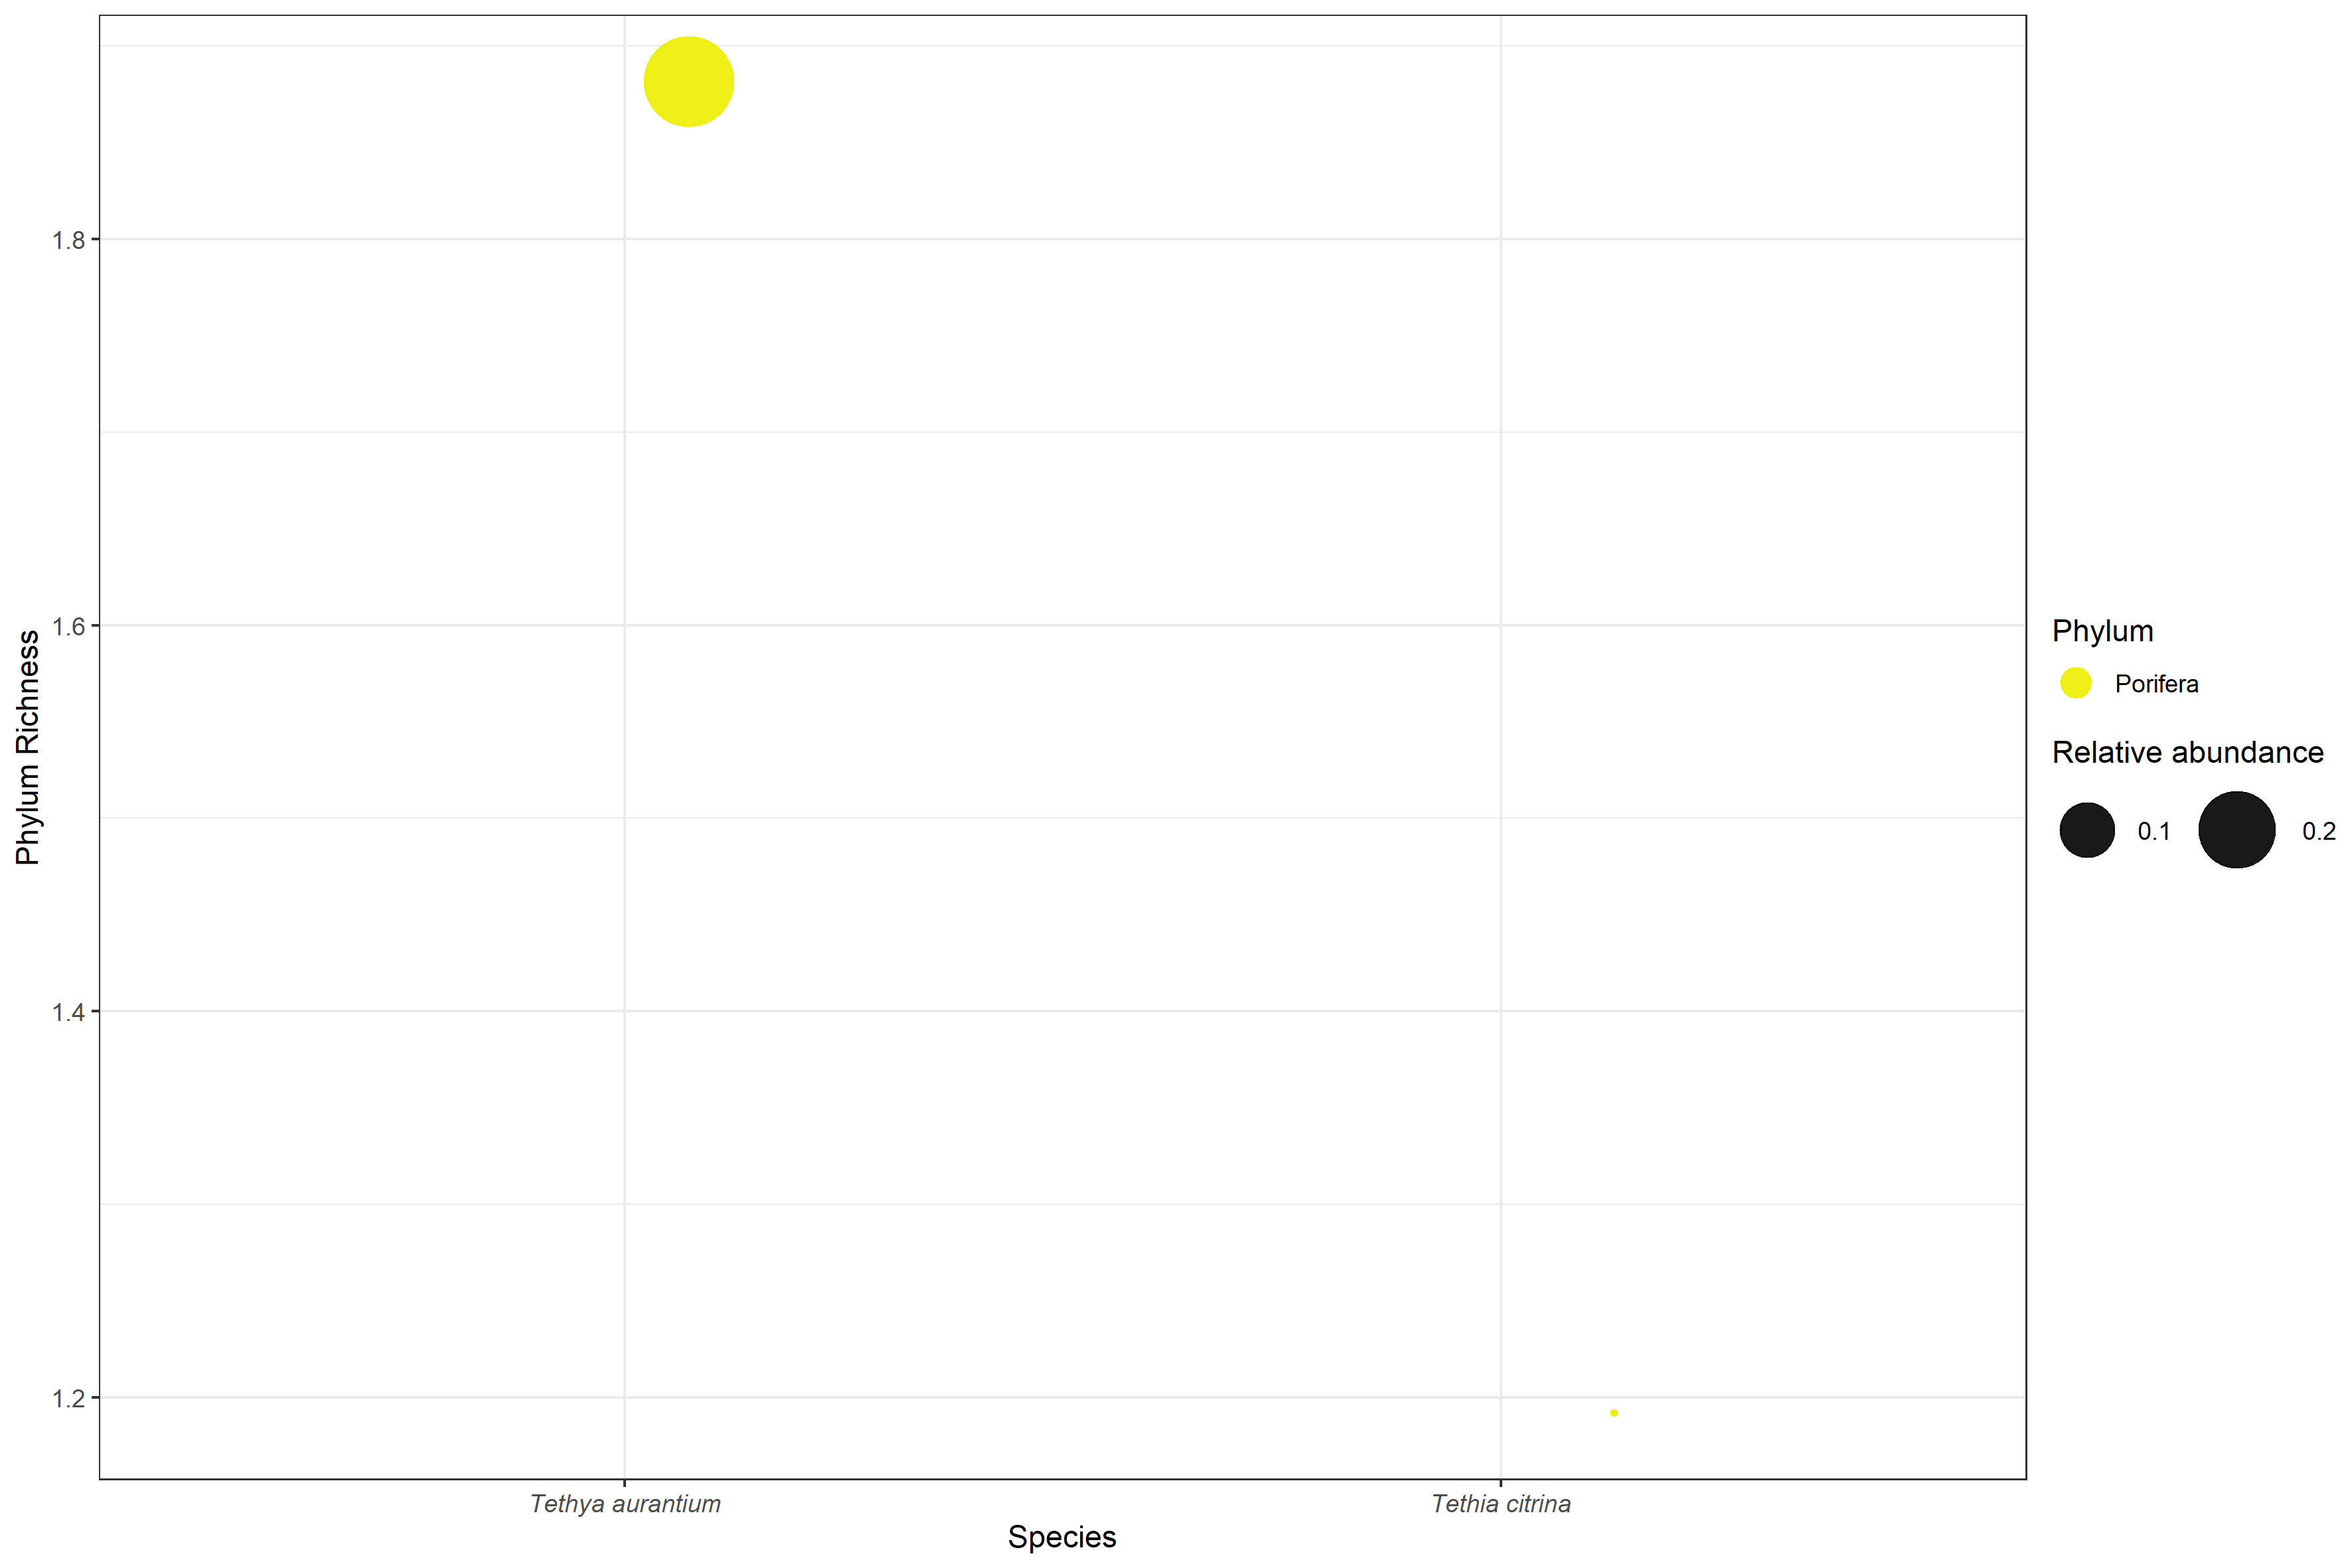 Phylum Richness
1.8
1.6
1.4
1.2
Tethya aurantium
Tethia citrina
Species
Phylum
Porifera
Relative abundance
0.1
0.2